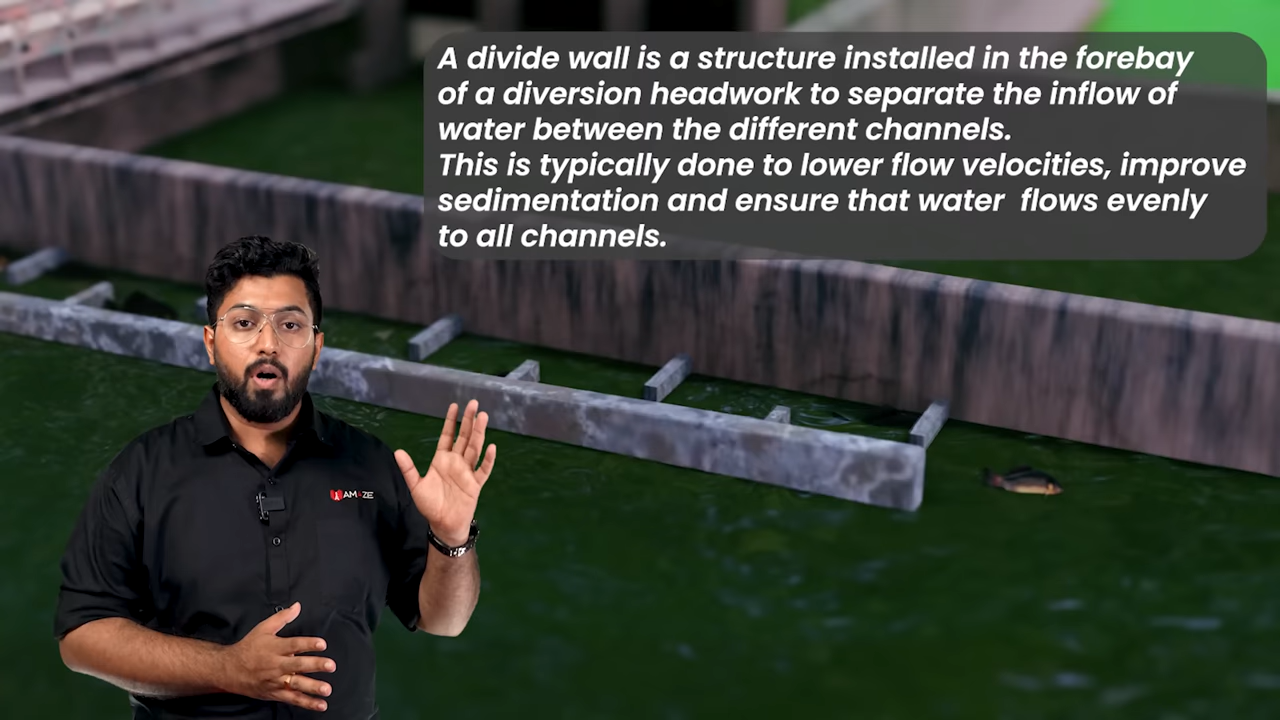 A divide wall is a structure installed in the forebay
of a diversion headwork to separate the inflow of
water between the different channels.
This is typically done to lower flow velocities, improve
sedimentation and ensure that water flows evenly
to all channels.
AMAZE